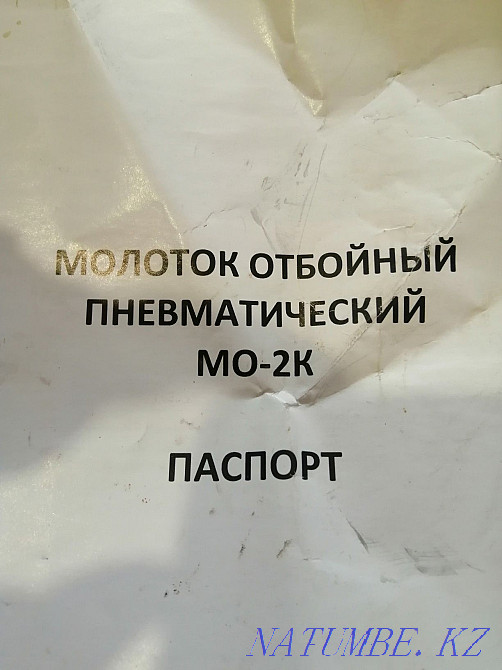 МОЛОТОК ОТБОЙНЫЙ
ПНЕВМАТИЧЕСКИЙ
МО-2К
ПАСПОРТ
NATUMBE. KZ